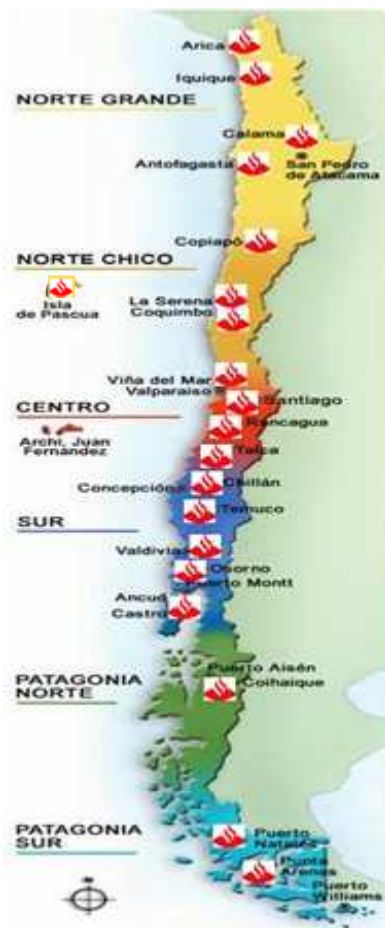 Arica
Iquique
NORTE GRANDE
Calama
Antofagasta
San Pedro
de Atacama
Copiapó
NORTE CHICO
Isla
de Pascua
La Serena
Coquimbo
Viña del Mar
Valparaiso
Santiago
CENTRO
Rancagua
Archi, Juan
Fernández
Talca
Chillán
Concepción
SUR
Temuco
Valdivia
Osorno
Puerto Montt
Ancud
Castro
Puerto Aisén
Coihaique
PATAGONIA
NORTE
PATAGONIA
SUR
Puerto
Natales
Punta
Arenas
Puerto
Williams